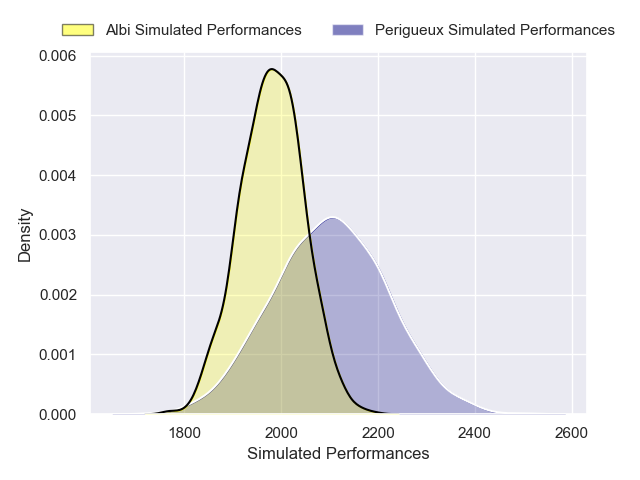 Albi Simulated Performances Perigueux Simulated Performances
0.006
0.005
0.004
0.003
0.002
0.001
0.000
Density
1800 2000 2200 2400 2600
Simulated Performances